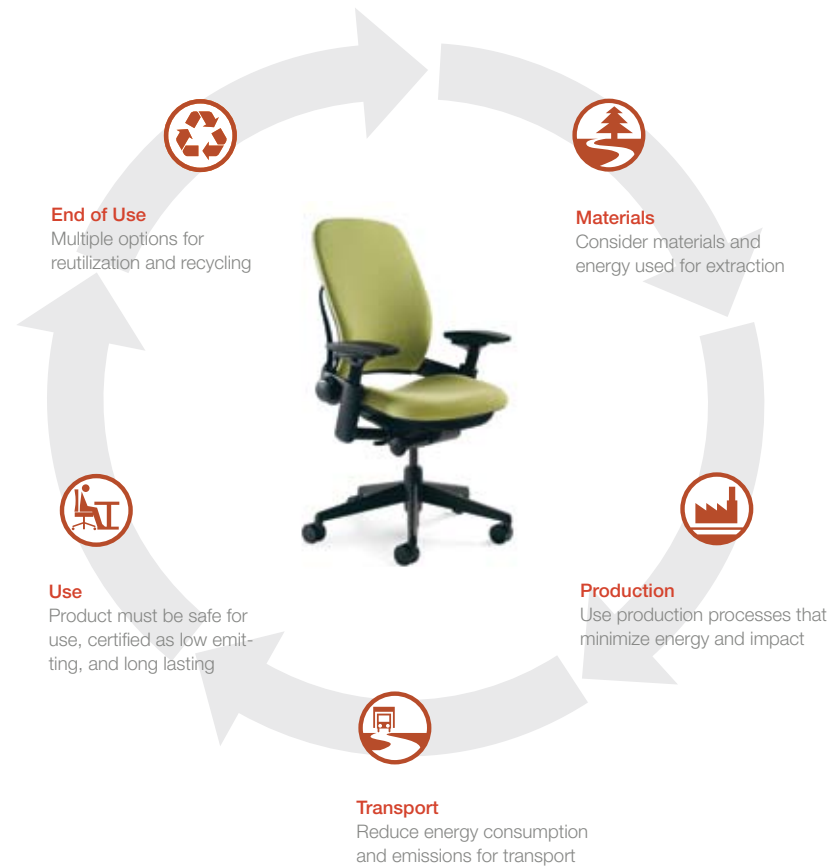 End of Use
Multiple options for
reutilization and recycling
Materials
Consider materials and
energy used for extraction
Use
Product must be safe for
use, certified as low emit-
ting, and long lasting
Production
Use production processes that
minimize energy and impact
Transport
Reduce energy consumption
and emissions for transport